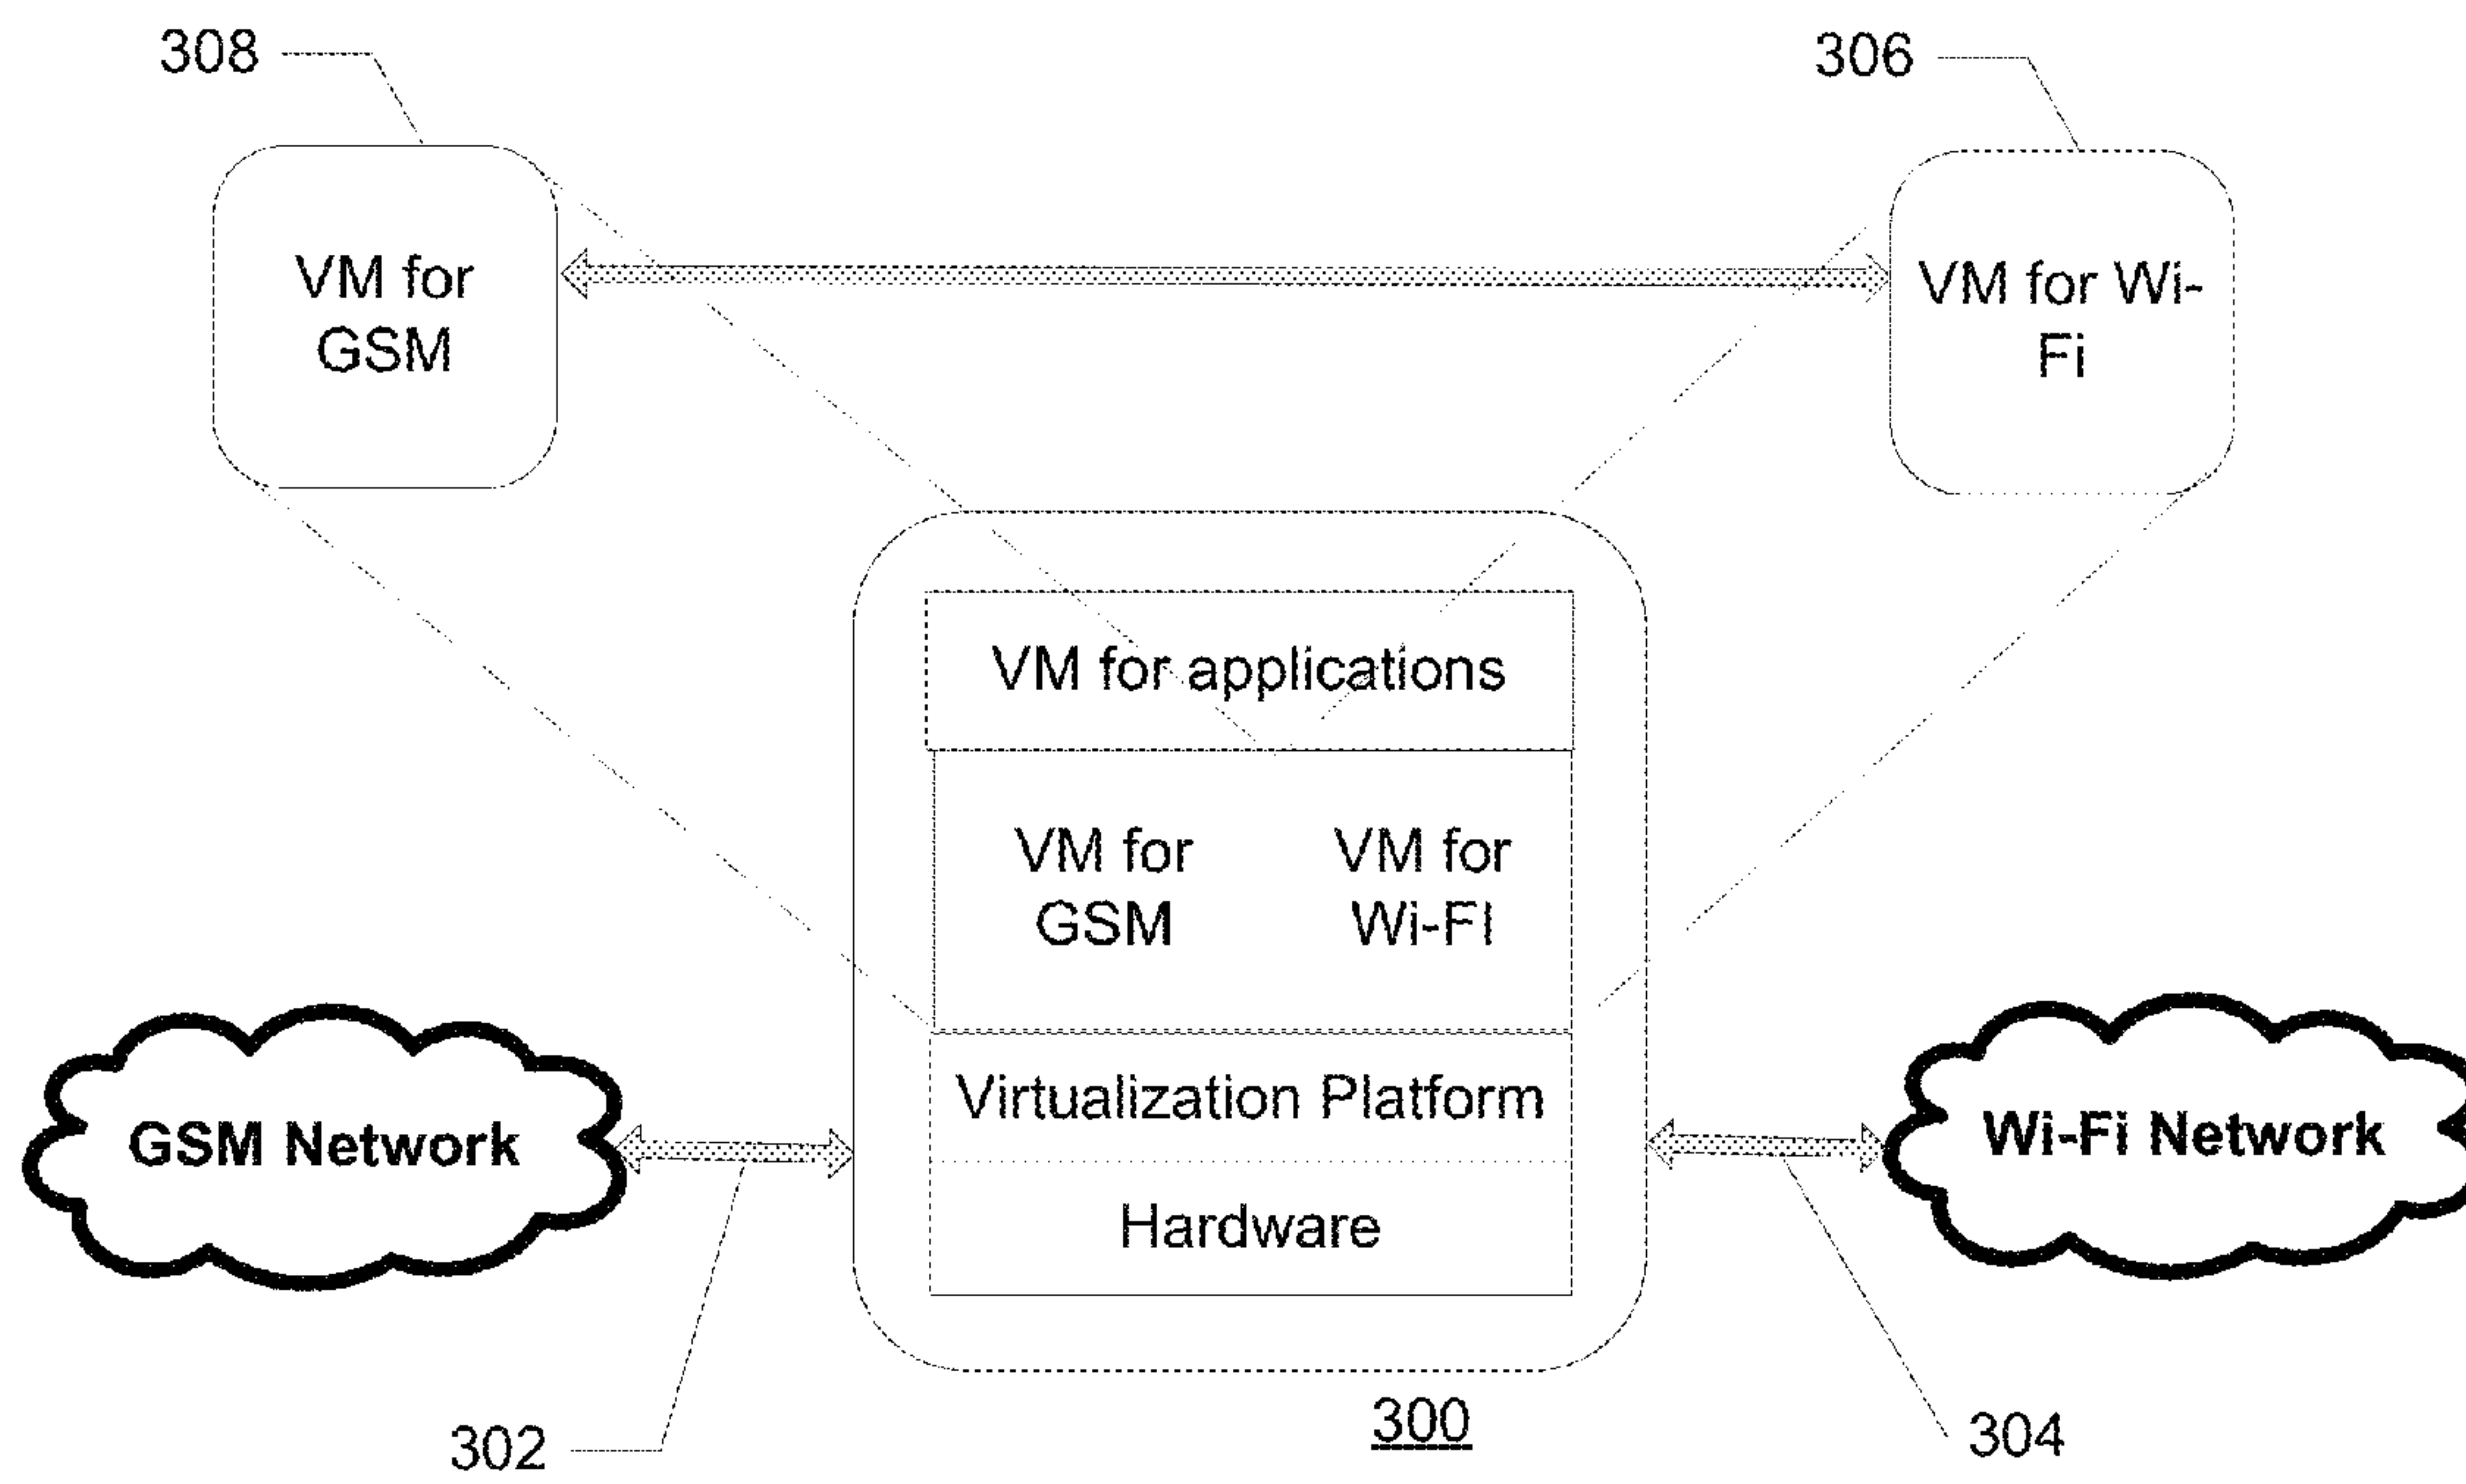 308
306
VM for
GSM
VM for Wi-
Fi
VM for applications
VM for
GSM
VM for
Wi-FI
Virtualization Platform
GSM Network
Wi-Fi Network
Hardware
300
302
304